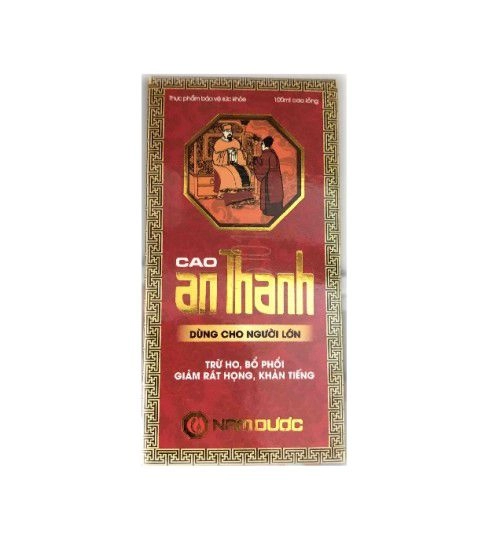 Thực phẩm bảo vệ sức khỏe 100ml cao lỏng
CAO
an Thanh
DÙNG CHO NGƯỜI LỚN
TRỪ HO, BỔ PHỔI
GIẢM RÁT HỌNG, KHẢN TIẾNG
NAM DƯỢC